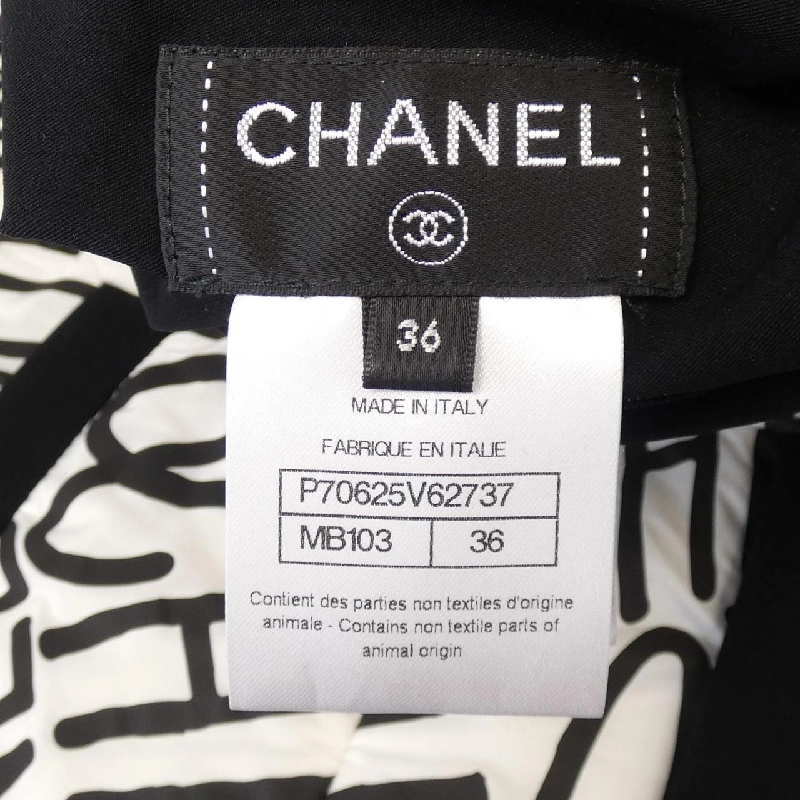 CHANEL
36
MADE IN ITALY
FABRIQUE EN ITALIE
P70625V62737
MB103 36
Contient des parties non textiles d'origine
animale - Contains non textile parts of
animal origin